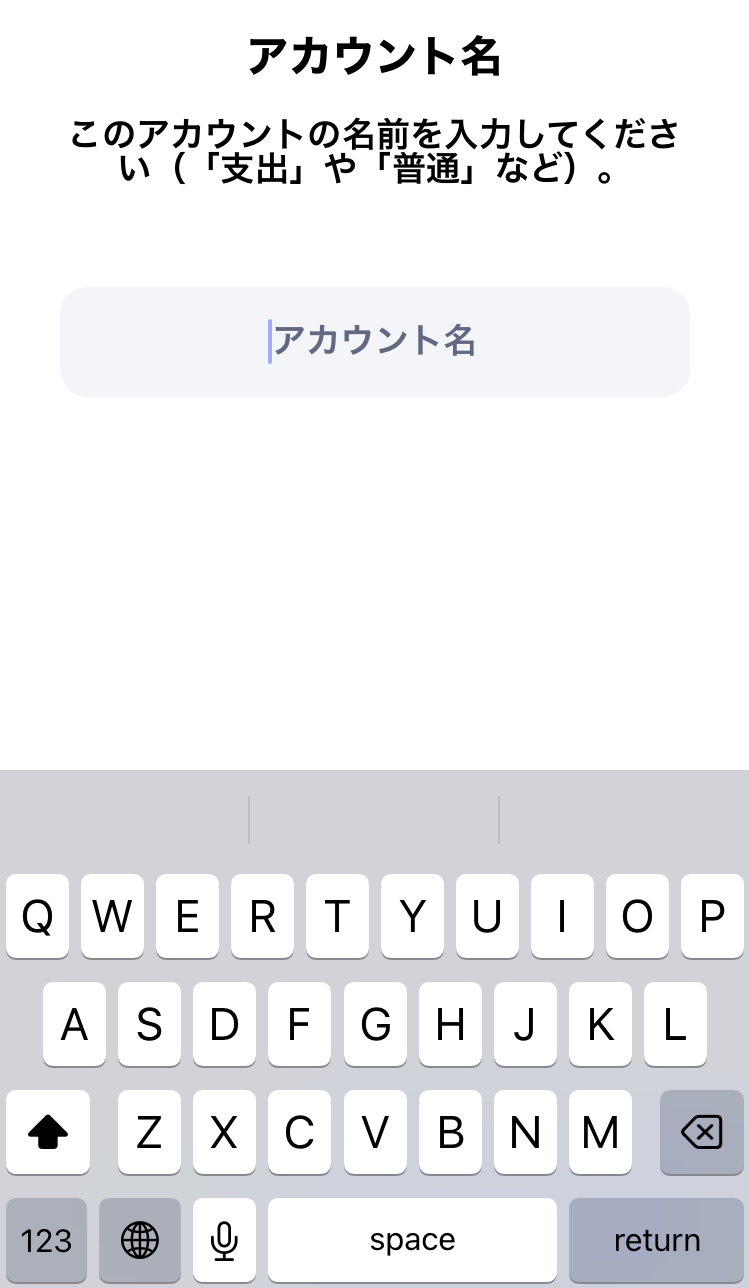 アカウント名
このアカウントの名前を入力してくださ
い（「支出」や「普通」など）。
アカウント名
Q W E R T Y U I O P
A S D F G H J K L
Z X C V B N M
123 space return